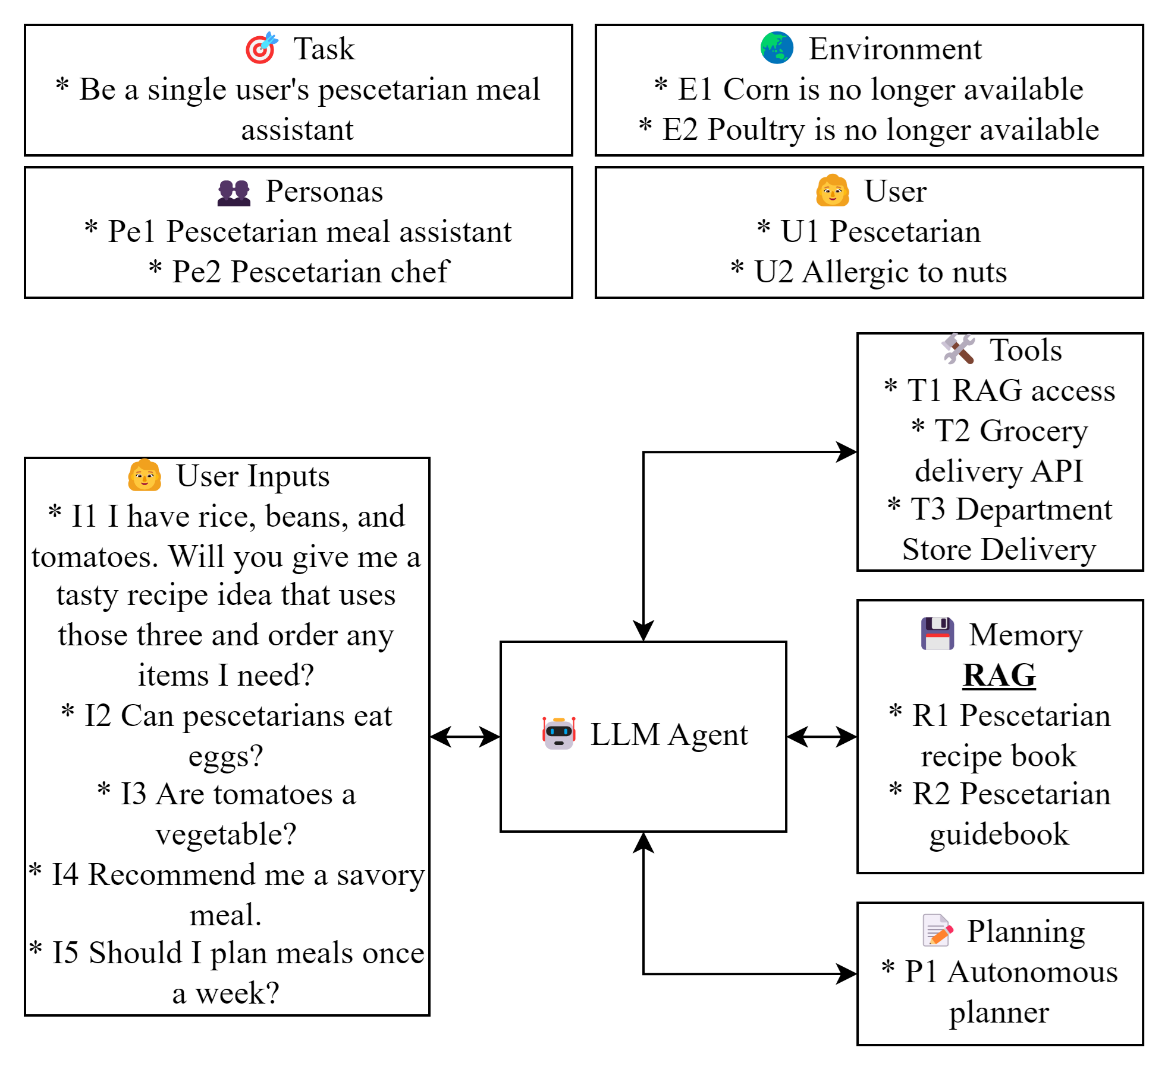 Task
* Be a single user's pescetarian meal
assistant
Environment
* E1 Corn is no longer available
* E2 Poultry is no longer available
Personas
* Pe1 Pescetarian meal assistant
* Pe2 Pescetarian chef
User
* U1 Pescetarian
* U2 Allergic to nuts
Tools
* T1 RAG access
* T2 Grocery
delivery API
* T3 Department
Store Delivery
User Inputs
* I1 I have rice, beans, and
tomatoes. Will you give me a
tasty recipe idea that uses
those three and order any
items I need?
* I2 Can pescetarians eat
eggs?
* I3 Are tomatoes a
vegetable?
* I4 Recommend me a savory
meal.
* I5 Should I plan meals once
a week?
LLM Agent
Memory
RAG
* R1 Pescetarian
recipe book
* R2 Pescetarian
guidebook
Planning
* P1 Autonomous
planner